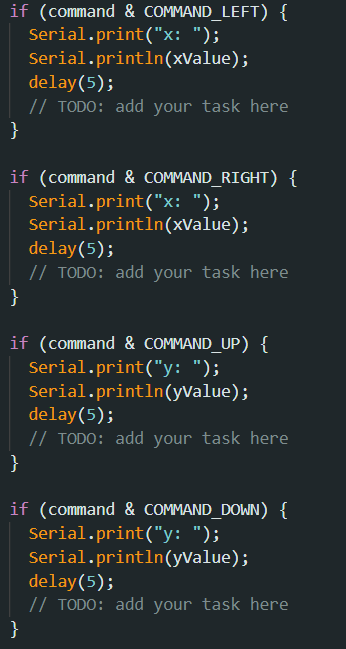 if (command & COMMAND_LEFT) {
  Serial.print("x: ");
  Serial.println(xValue);
  delay(5);
  // TODO: add your task here
}

if (command & COMMAND_RIGHT) {
  Serial.print("x: ");
  Serial.println(xValue);
  delay(5);
  // TODO: add your task here
}

if (command & COMMAND_UP) {
  Serial.print("y: ");
  Serial.println(yValue);
  delay(5);
  // TODO: add your task here
}

if (command & COMMAND_DOWN) {
  Serial.print("y: ");
  Serial.println(yValue);
  delay(5);
  // TODO: add your task here
}